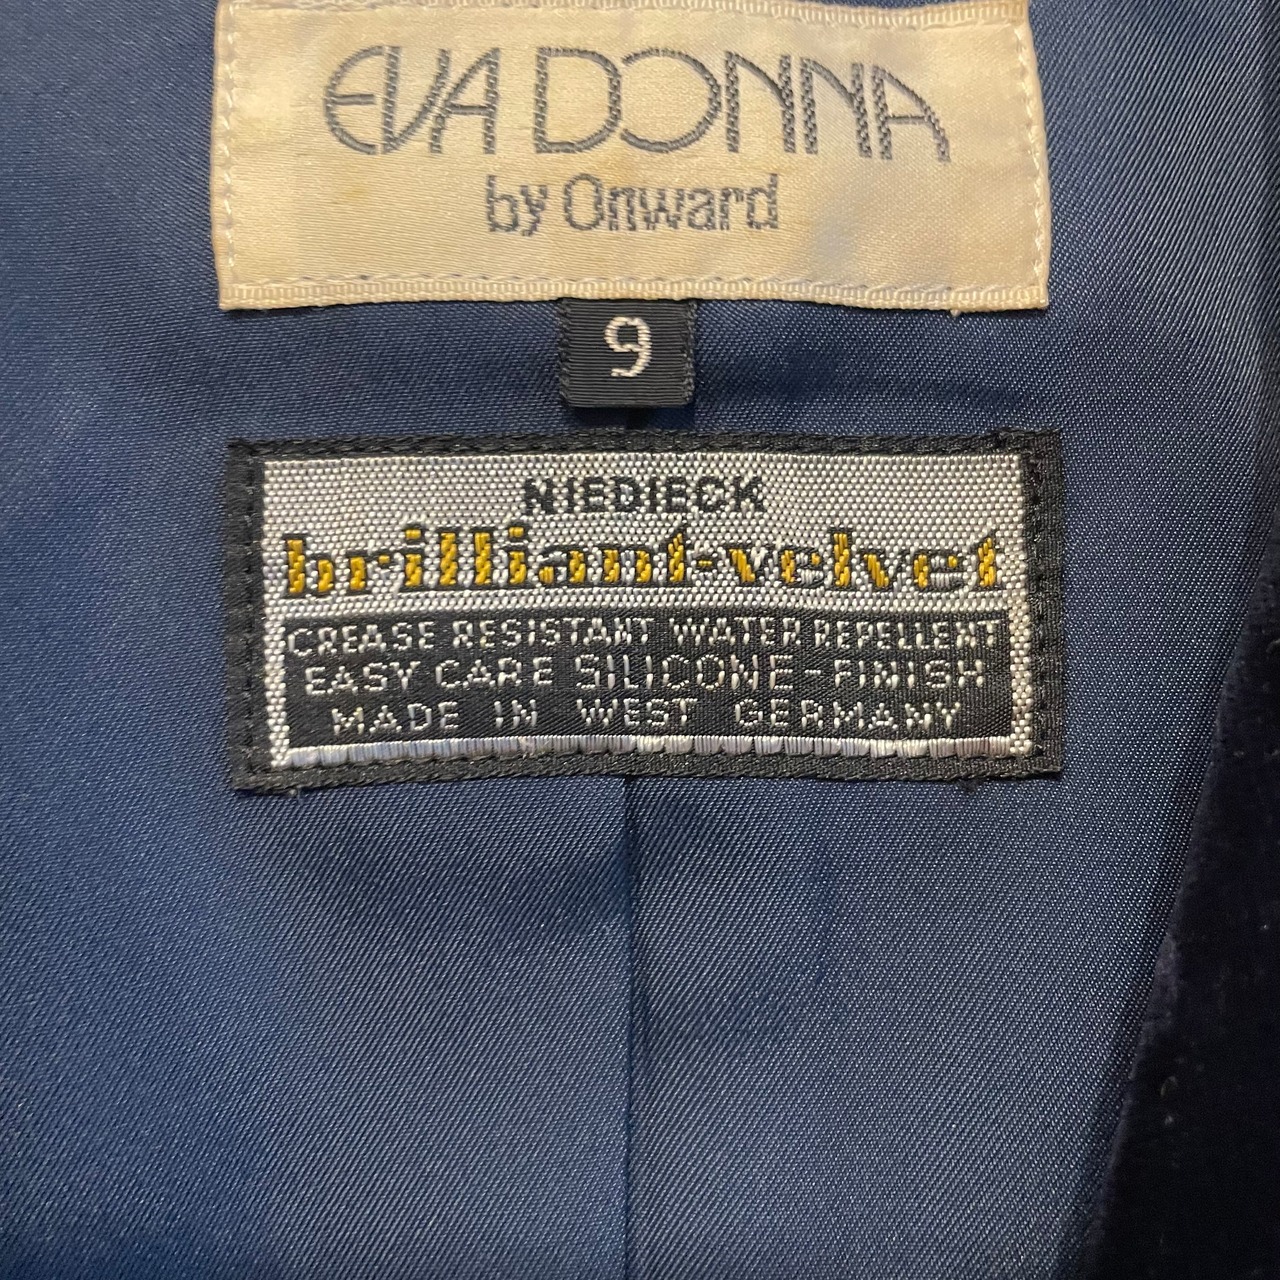 EVA DONNA
by Onward
9
NIEDIECK
brilliant-velvet
CREASE RESISTANT WATER REPELLENT
EASY CARE SILICONE-FINISH
MADE IN WEST GERMANY